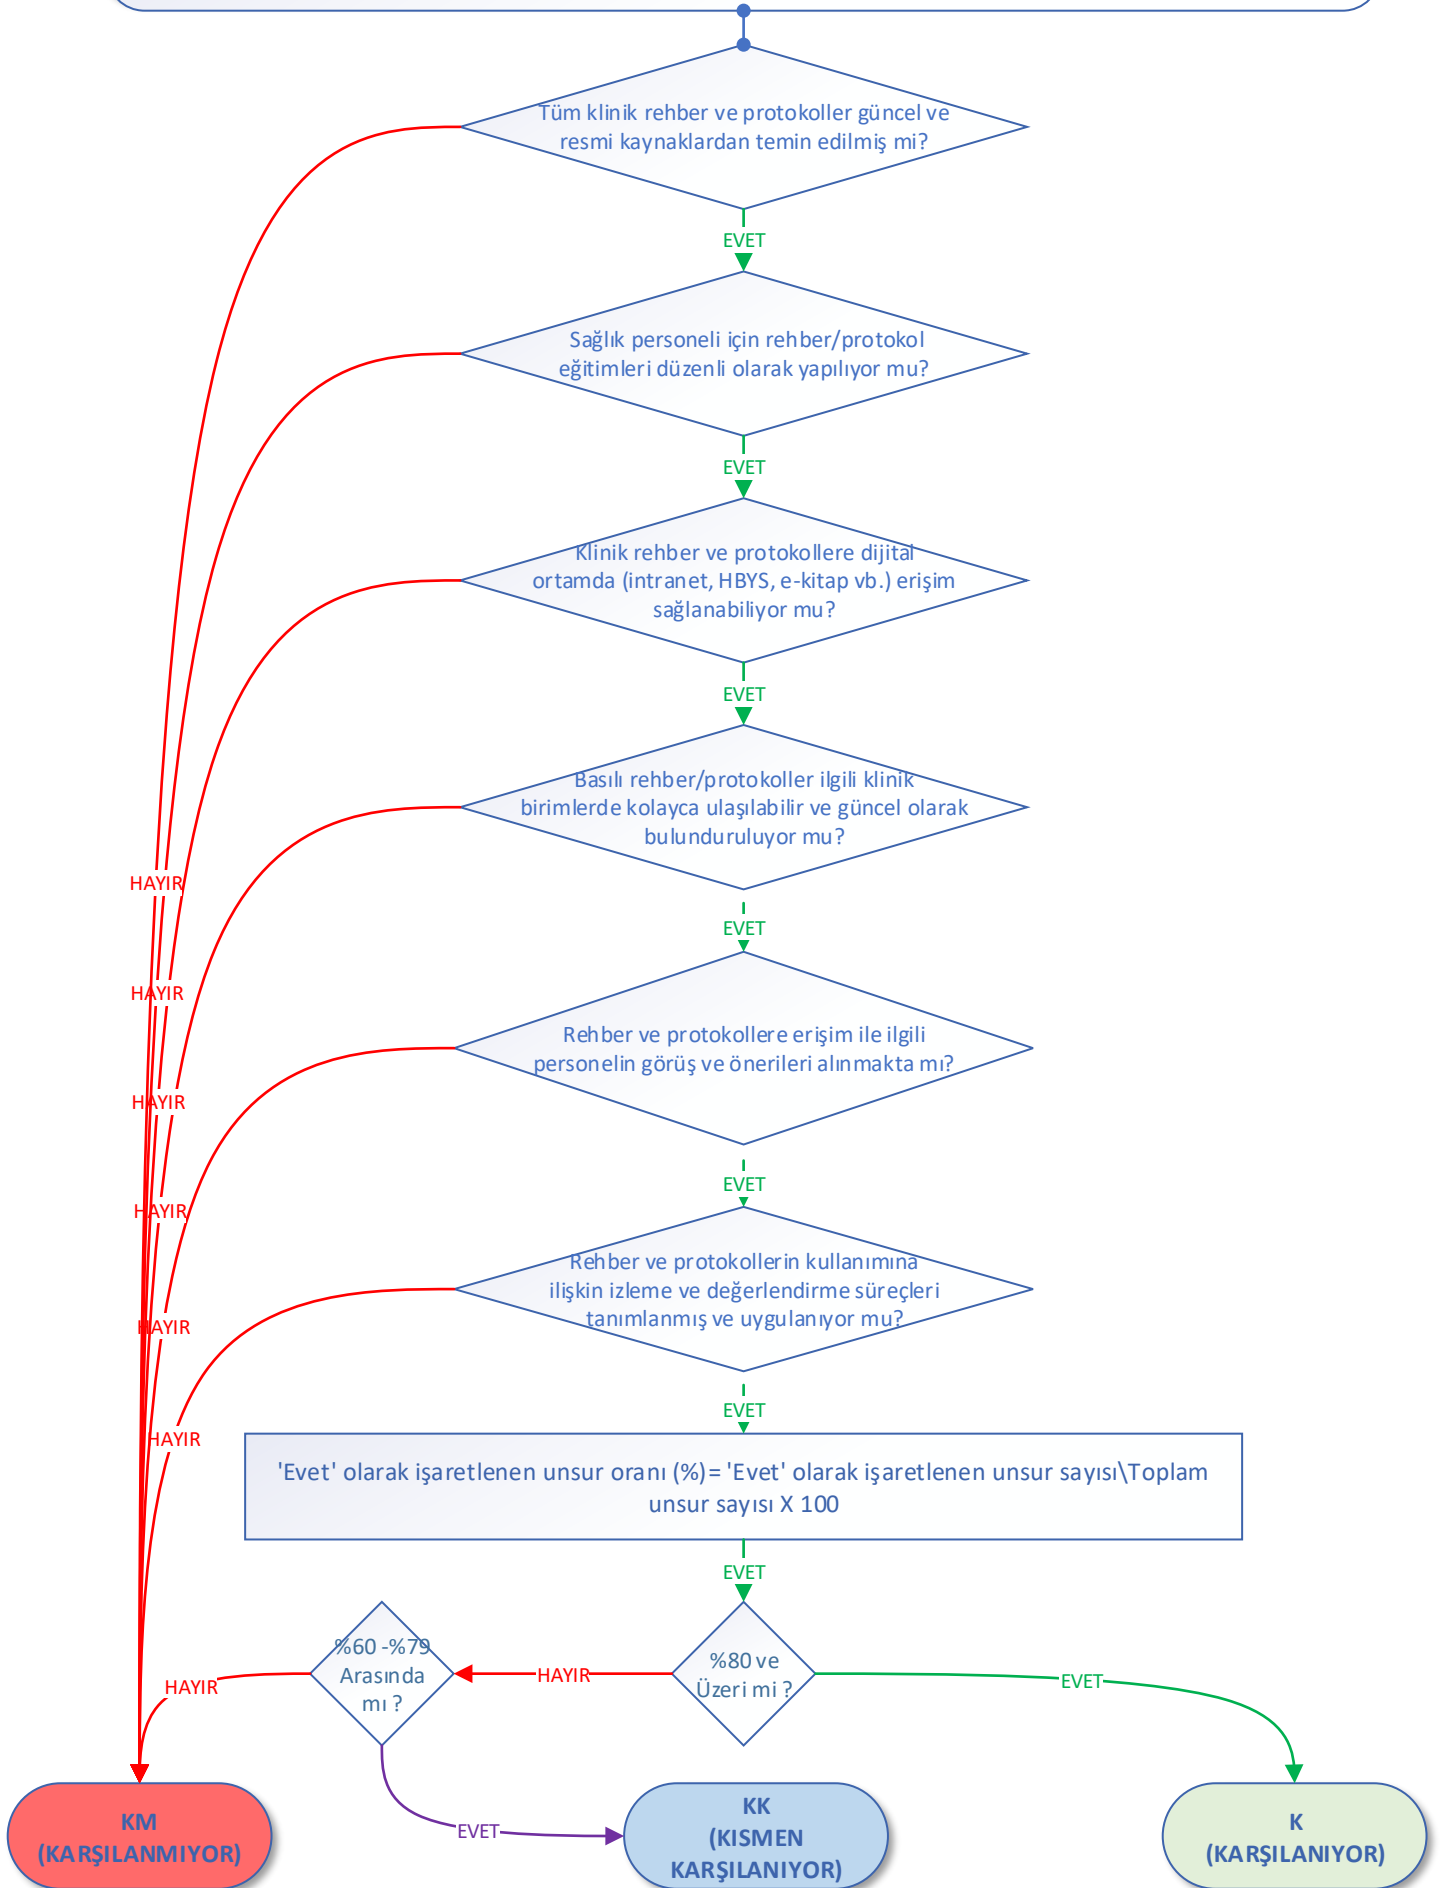 Tüm klinik rehber ve protokoller güncel ve
resmi kaynaklardan temin edilmiş mi?
EVET
Sağlık personeli için rehber/protokol
eğitimleri düzenli olarak yapılıyor mu?
EVET
Klinik rehber ve protokollere dijital
ortamda (intranet, HBYS, e-kitap vb.) erişim
sağlanabiliyor mu?
EVET
Basılı rehber/protokoller ilgili klinik
birimlerde kolayca ulaşılabilir ve güncel olarak
bulunduruluyor mu?
HAYIR
EVET
HAYIR
Rehber ve protokollere erişim ile ilgili
personelin görüş ve önerileri alınmakta mı?
HAYIR
EVET
HAYIR
Rehber ve protokollerin kullanımına
ilişkin izleme ve değerlendirme süreçleri
tanımlanmış ve uygulanıyor mu?
HAYIR
EVET
HAYIR
'Evet' olarak işaretlenen unsur oranı (%)= 'Evet' olarak işaretlenen unsur sayısı\Toplam
unsur sayısı X 100
EVET
%60 -%79
Arasında
mı ?
%80 ve
Üzeri mi ?
HAYIR
HAYIR
EVET
EVET
KM
(KARŞILANMIYOR)
KK
(KISMEN
KARŞILANIYOR)
K
(KARŞILANIYOR)